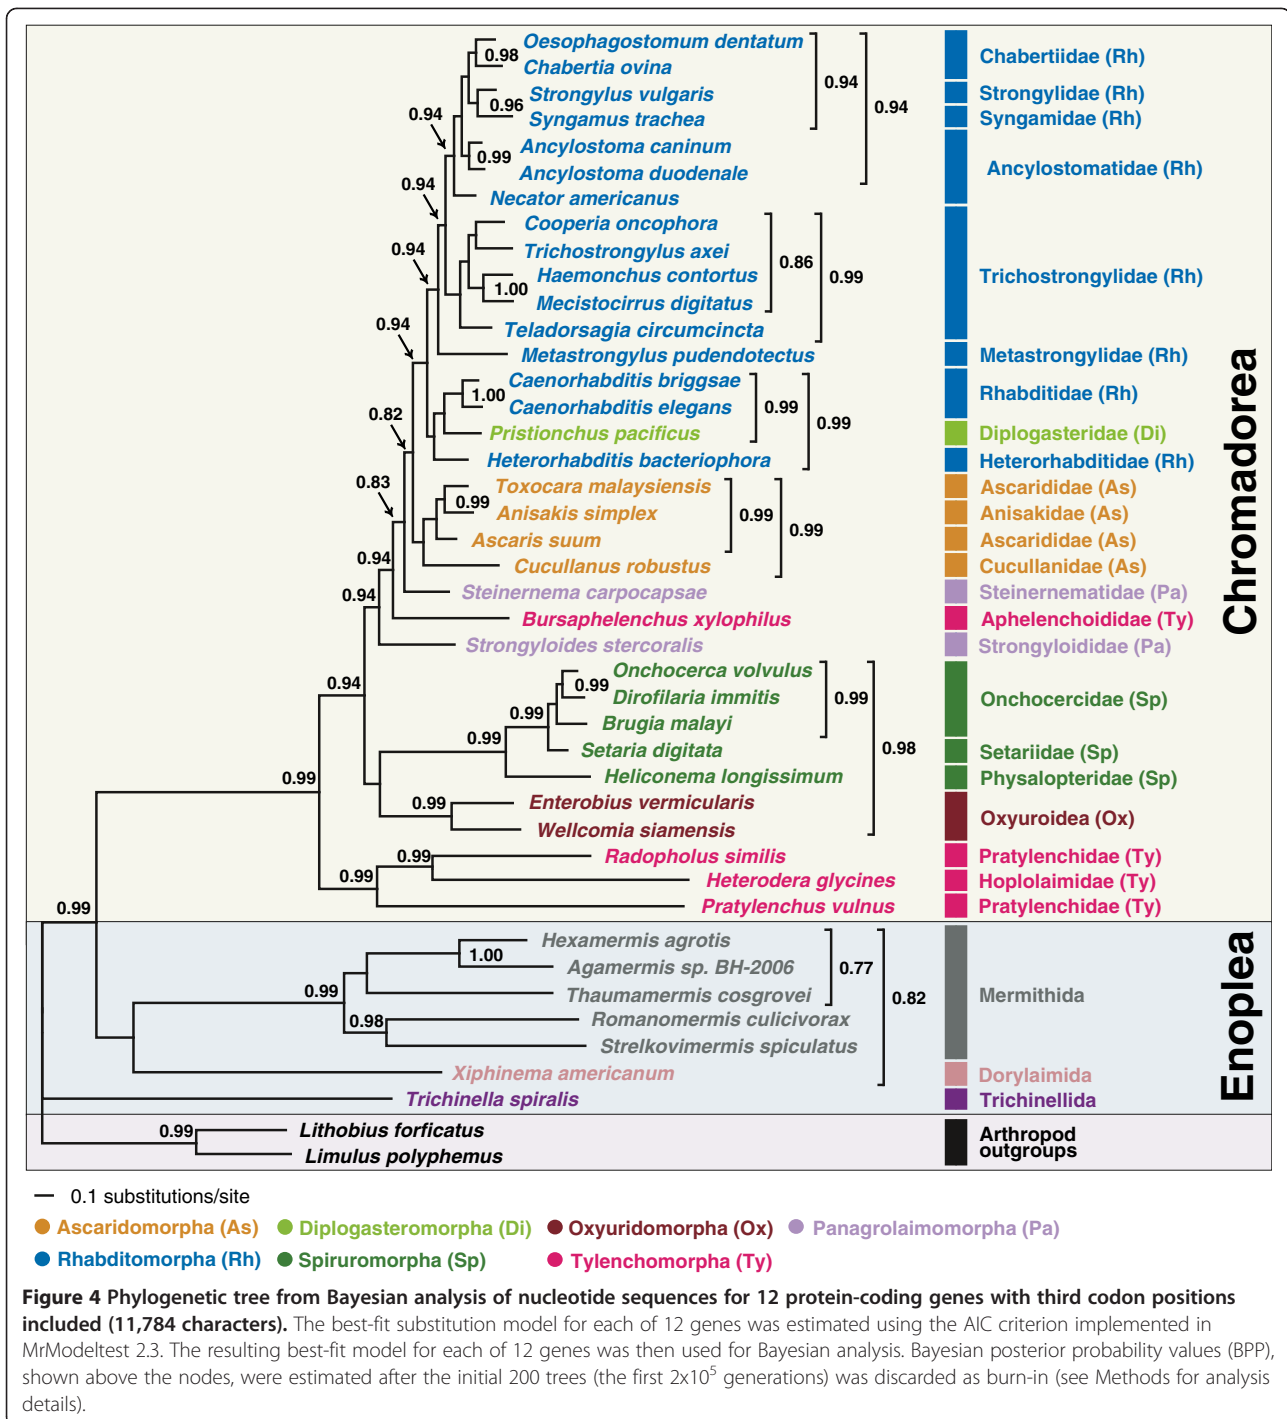 Oesophagostomum dentatum
0.98
Chabertia ovina
Chabertiidae (Rh)
0.94
Strongylus vulgaris
Strongylidae (Rh)
0.96
0.94
Syngamus trachea
Syngamidae (Rh)
0.94
Ancylostoma caninum
0.99
Ancylostoma duodenale
Ancylostomatidae (Rh)
0.94
Necator americanus
Cooperia oncophora
0.94
Trichostrongylus axei
0.86
Haemonchus contortus
0.99
Trichostrongylidae (Rh)
1.00
Mecistocirrus digitatus
0.94
Teladorsagia circumcincta
Metastrongylus pudendotectus
Metastrongylidae (Rh)
Caenorhabditis briggsae
1.00
Rhabditidae (Rh)
Caenorhabditis elegans
0.99
0.82
0.99
Pristionchus pacificus
Diplogasteridae (Di)
Heterorhabditis bacteriophora
Heterorhabditidae (Rh)
0.83
Toxocara malaysiensis
Ascarididae (As)
0.99
Anisakis simplex
0.99
Anisakidae (As)
0.99
Ascaris suum
Ascarididae (As)
0.94
Cucullanus robustus
Cucullanidae (As)
0.94
Steinernema carpocapsae
Steinernematidae (Pa)
Bursaphelenchus xylophilus
Aphelenchoididae (Ty)
Strongyloides stercoralis
Strongyloididae (Pa)
Chromadorea
0.94
Onchocerca volvulus
0.99
Dirofilaria immitis
0.99
Onchocercidae (Sp)
0.99
Brugia malayi
0.99
Setaria digitata
0.98
Setariidae (Sp)
0.99
Heliconema longissimum
Physalopteridae (Sp)
0.99
Enterobius vermicularis
Oxyuroidea (Ox)
Wellcomia siamensis
0.99
Radopholus similis
Pratylenchidae (Ty)
0.99
Heterodera glycines
Hoplolaimidae (Ty)
0.99
Pratylenchus vulnus
Pratylenchidae (Ty)
Hexamermis agrotis
1.00
Agamermis sp. BH-2006
0.77
0.99
Thaumamermis cosgrovei
0.82
Mermithida
0.98
Romanomermis culicivorax
Strelkovimermis spiculatus
Xiphinema americanum
Dorylaimida
Trichinella spiralis
Trichinellida
Enoplea
0.99
Lithobius forficatus
Limulus polyphemus
Arthropod
outgroups
0.1 substitutions/site
Ascaridomorpha (As) Diplogasteromorpha (Di) Oxyuridomorpha (Ox) Panagrolaimomorpha (Pa)
Rhabditomorpha (Rh) Spiruromorpha (Sp) Tylenchomorpha (Ty)
Figure 4 Phylogenetic tree from Bayesian analysis of nucleotide sequences for 12 protein-coding genes with third codon positions
included (11,784 characters). The best-fit substitution model for each of 12 genes was estimated using the AIC criterion implemented in
MrModeltest 2.3. The resulting best-fit model for each of 12 genes was then used for Bayesian analysis. Bayesian posterior probability values (BPP),
shown above the nodes, were estimated after the initial 200 trees (the first 2x10⁵ generations) was discarded as burn-in (see Methods for analysis
details).